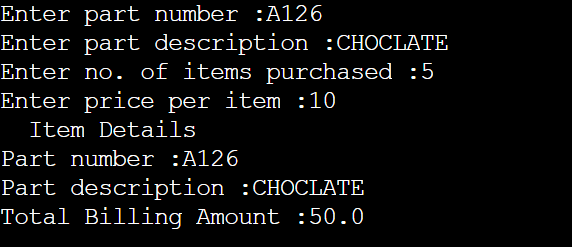 Enter part number :A126
Enter part description :CHOCLATE
Enter no. of items purchased :5
Enter price per item :10
Item Details
Part number :A126
Part description :CHOCLATE
Total Billing Amount :50.0